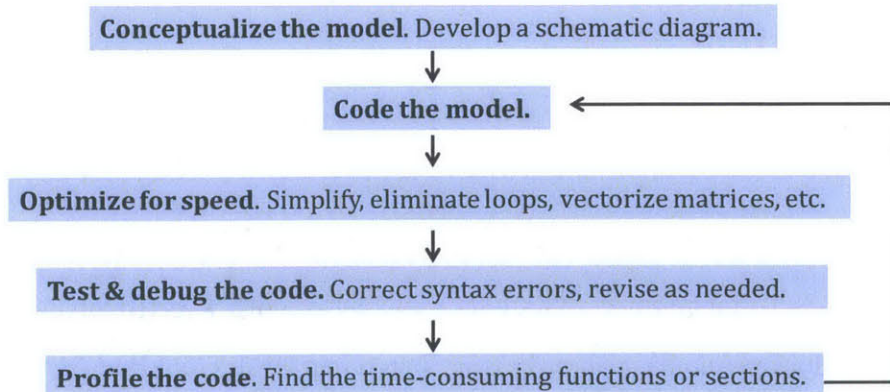 Conceptualize the model. Develop a schematic diagram.
Code the model.
Optimize for speed. Simplify, eliminate loops, vectorize matrices, etc.
Test & debug the code. Correct syntax errors, revise as needed.
Profile the code. Find the time-consuming functions or sections.